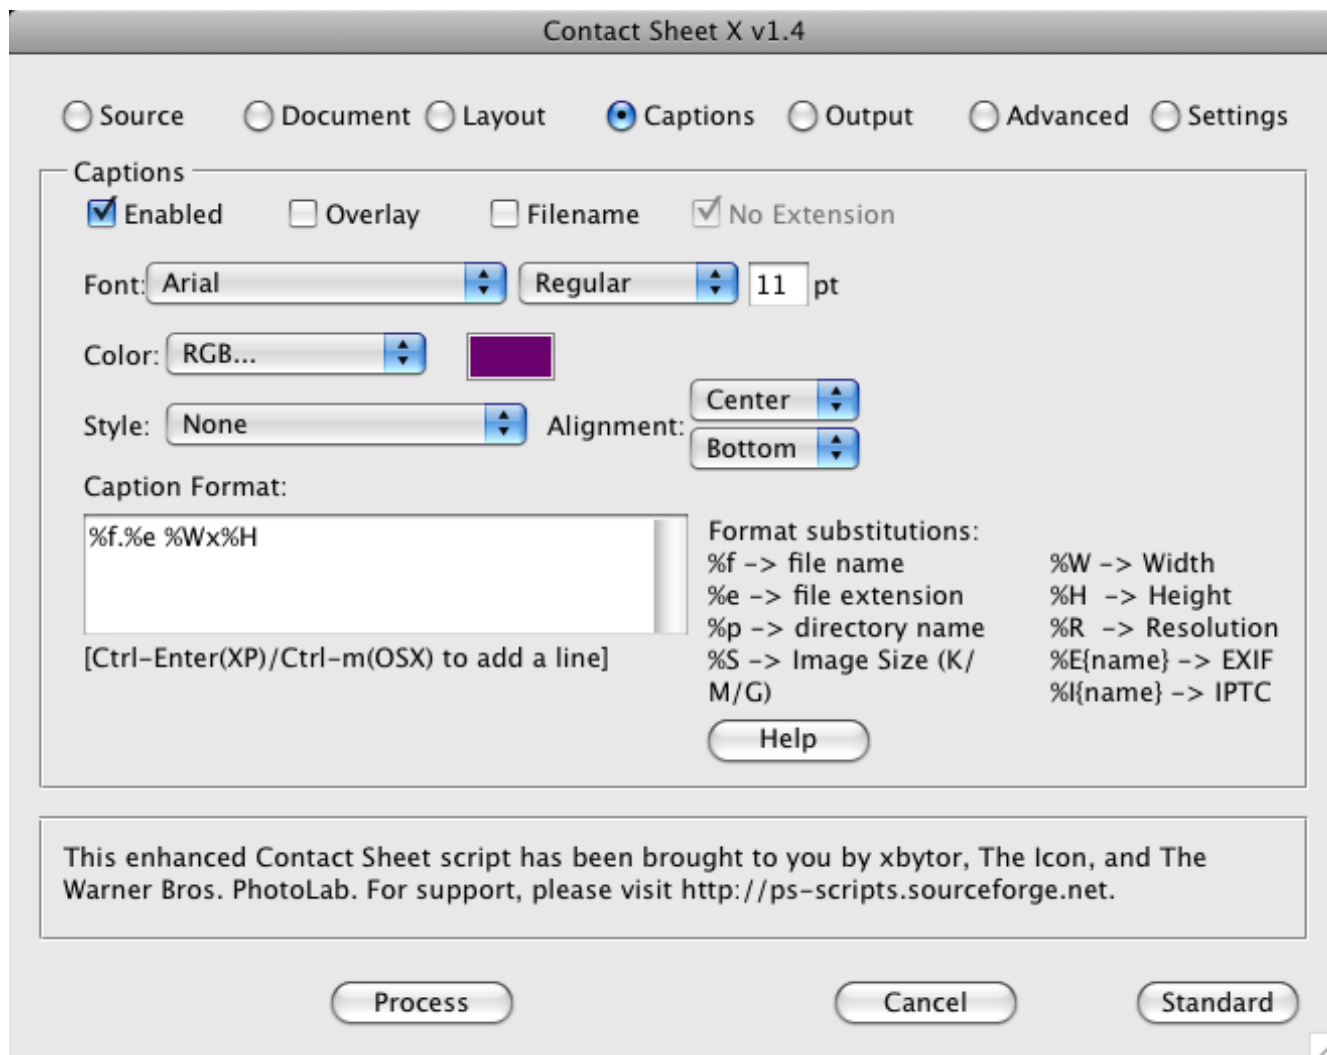 Contact Sheet X v1.4
Source Document Layout Captions Output Advanced Settings
Captions
Enabled Overlay Filename No Extension
Font: Arial Regular 11 pt
Color: RGB...
Style: None Alignment: Center
Bottom
Caption Format:
%f.%e %Wx%H
[Ctrl-Enter(XP)/Ctrl-m(OSX) to add a line]
Format substitutions:
%f -> file name %W -> Width
%e -> file extension %H -> Height
%p -> directory name %R -> Resolution
%S -> Image Size (K/ %E{name} -> EXIF
M/G) %I{name} -> IPTC
Help
This enhanced Contact Sheet script has been brought to you by xbytor, The Icon, and The
Warner Bros. PhotoLab. For support, please visit http://ps-scripts.sourceforge.net.
Process Cancel Standard